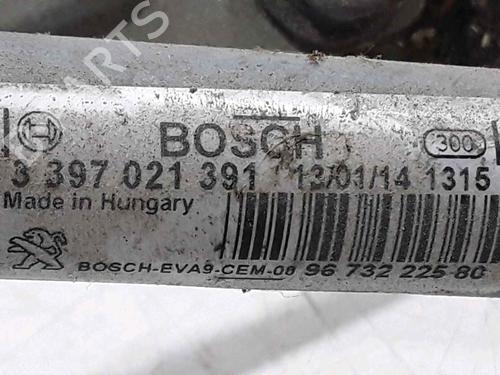 BOSCH
300
3 397 021 391 13/01/14 1315
Made in Hungary
BOSCH-EVA9-CEM-00 96 732 225 80